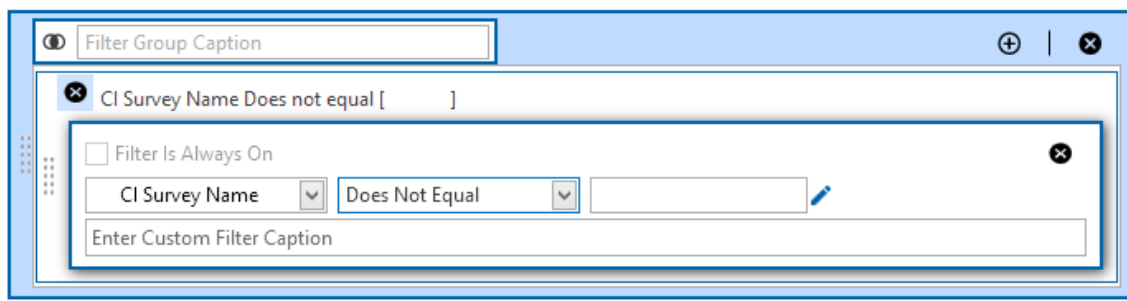 Filter Group Caption
CI Survey Name Does not equal [ ]
Filter Is Always On
CI Survey Name Does Not Equal
Enter Custom Filter Caption